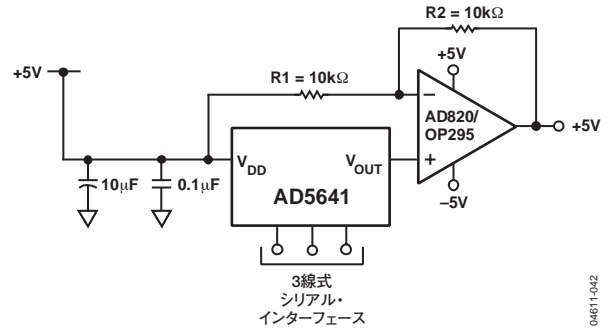 R2 = 10kΩ
+5V
R1 = 10kΩ
+5V
–
AD820/
OP295
+5V
+
–5V
10μF
0.1μF
VDD
VOUT
AD5641
3線式
シリアル・
インターフェース
04611-042